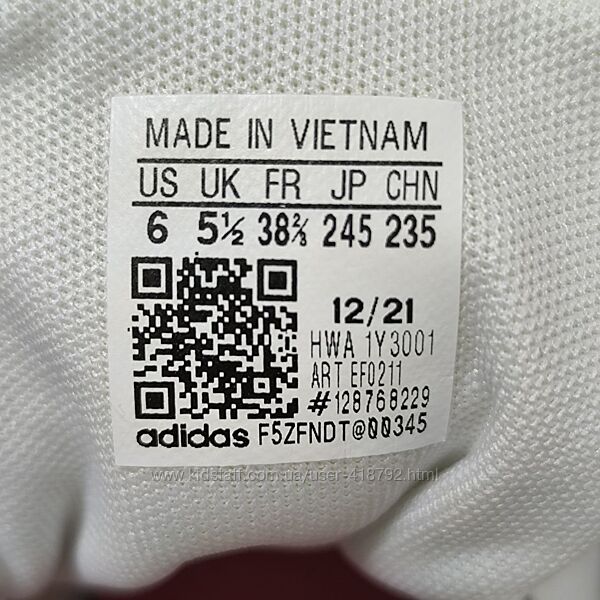 MADE IN VIETNAM
US UK FR JP CHN
6 5½ 38⅔ 245 235
12/21
HWA 1Y3001
ART EF0211
#128768229
adidas F5ZFNDT@00345
www.kidstaff.com.ua/user-418792.html